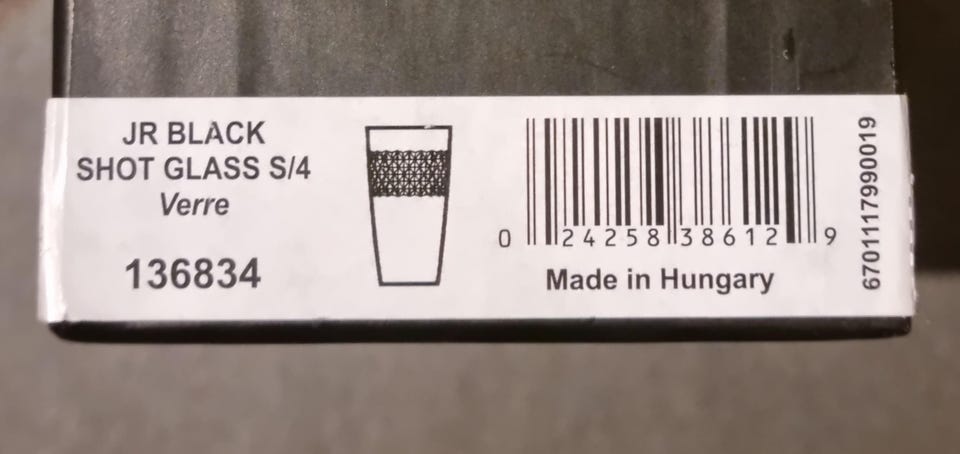 JR BLACK
SHOT GLASS S/4
Verre
136834
0 24258 38612 9
Made in Hungary
6701117990019